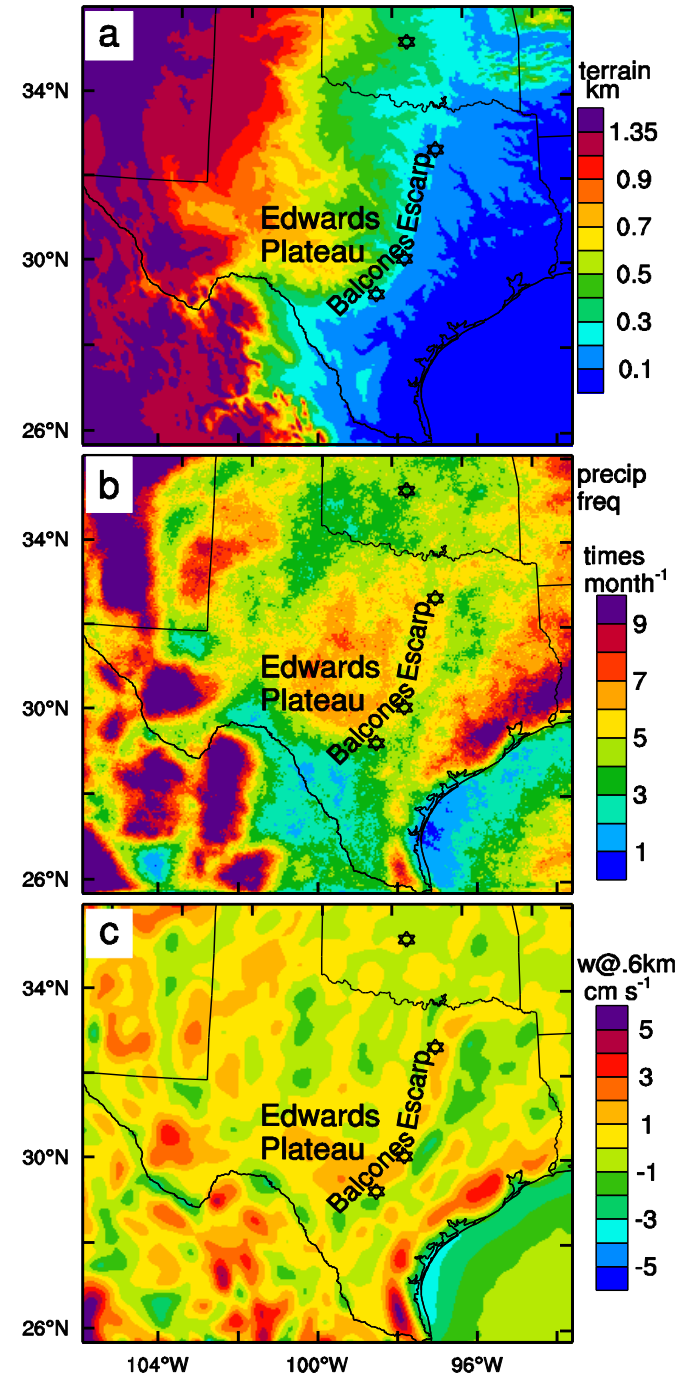 a
34°N
30°N
26°N
Edwards
Plateau
Balcones Escarp
terrain
km
1.35
0.9
0.7
0.5
0.3
0.1
b
34°N
30°N
26°N
Edwards
Plateau
Balcones Escarp
precip
freq
times
month-1
9
7
5
3
1
c
34°N
30°N
26°N
Edwards
Plateau
Balcones Escarp
w@.6km
cm s-1
5
3
1
-1
-3
-5
104°W 100°W 96°W